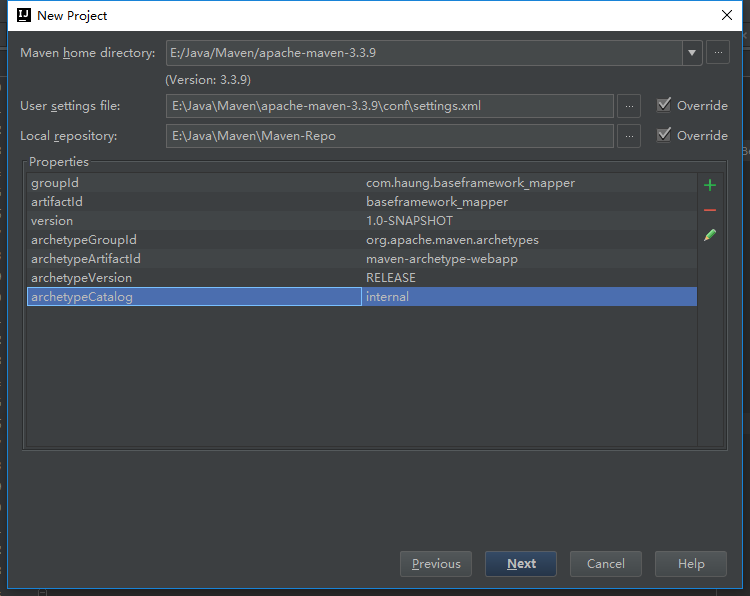 New Project
Maven home directory: E:/Java/Maven/apache-maven-3.3.9
(Version: 3.3.9)
User settings file: E:\Java\Maven\apache-maven-3.3.9\conf\settings.xml ... Override
Local repository: E:\Java\Maven\Maven-Repo ... Override
Properties
groupId com.haung.baseframework_mapper
artifactId baseframework_mapper
version 1.0-SNAPSHOT
archetypeGroupId org.apache.maven.archetypes
archetypeArtifactId maven-archetype-webapp
archetypeVersion RELEASE
archetypeCatalog internal
Previous Next Cancel Help